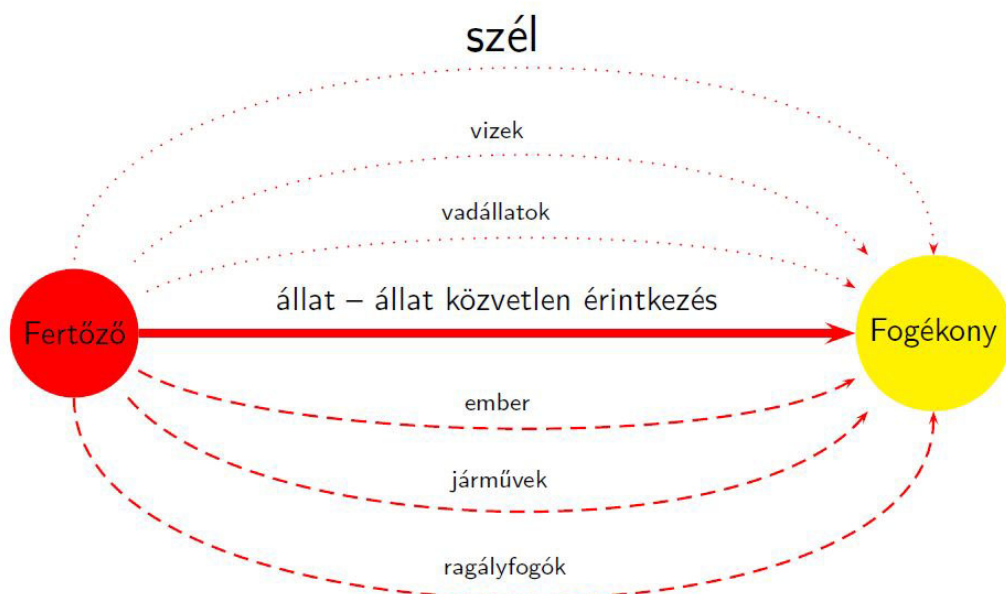 szél
vizek
vadállatok
állat – állat közvetlen érintkezés
Fertőző
Fogékony
ember
járművek
ragályfogók